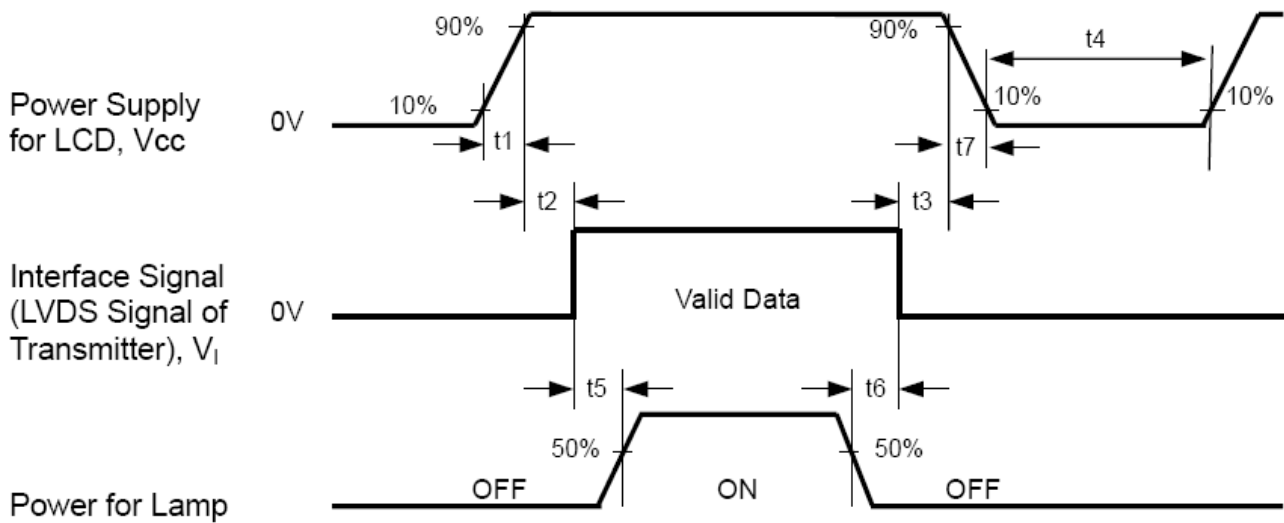 90%
90%
t4
Power Supply
for LCD, Vcc
0V
10%
10%
10%
t1
t7
t2
t3
Interface Signal
(LVDS Signal of
Transmitter), VI
0V
Valid Data
t5
t6
50%
50%
Power for Lamp
OFF
ON
OFF